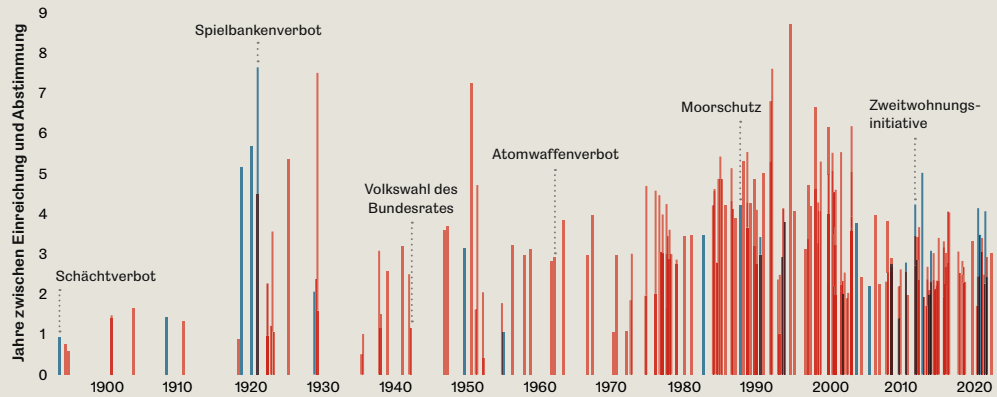 Jahre zwischen Einreichung und Abstimmung
9
8
7
6
5
4
3
2
1
0
Schächtverbot
Spielbankenverbot
Volkswahl des
Bundesrates
Atomwaffenverbot
Moorschutz
Zweitwohnungs-
initiative
1900 1910 1920 1930 1940 1950 1960 1970 1980 1990 2000 2010 2020